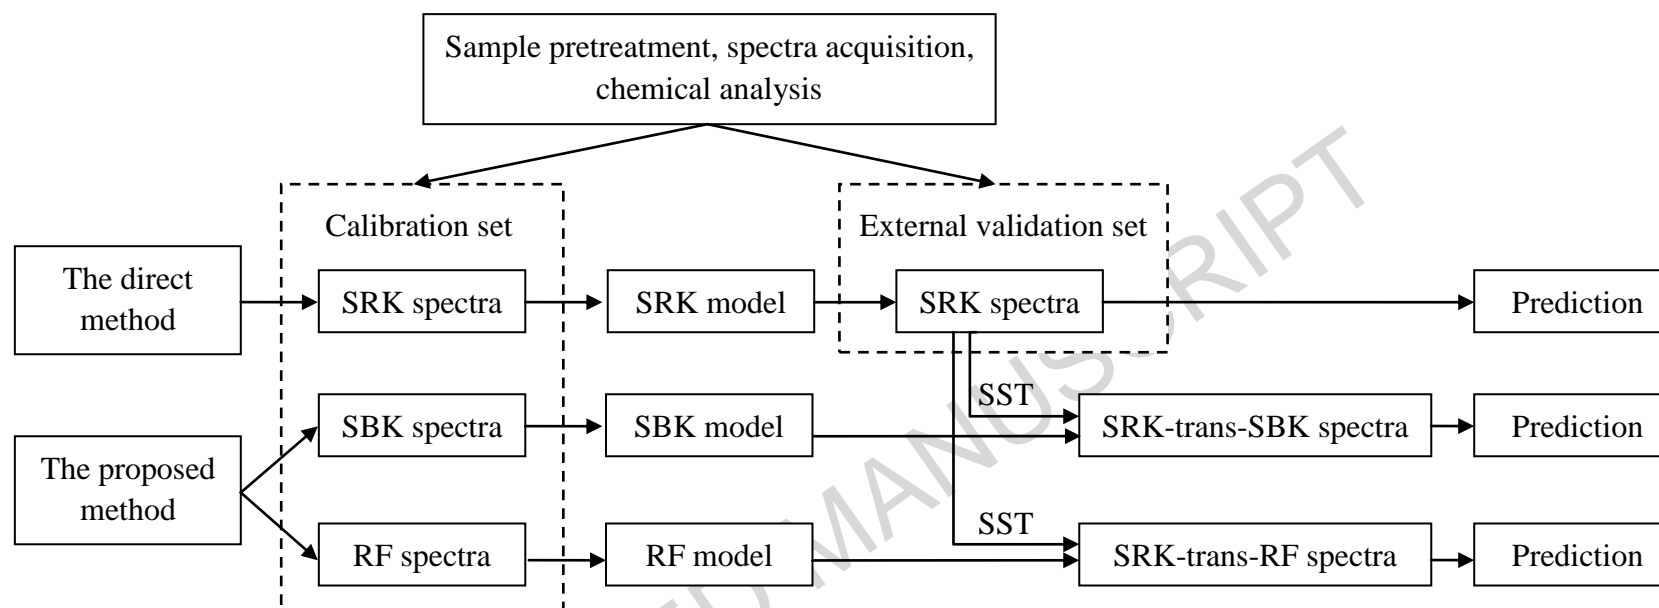 Sample pretreatment, spectra acquisition,
chemical analysis
Calibration set
External validation set
The direct
method
SRK spectra
SRK model
SRK spectra
Prediction
SST
SBK spectra
SBK model
SRK-trans-SBK spectra
Prediction
The proposed
method
SST
RF spectra
RF model
SRK-trans-RF spectra
Prediction
MANUSCRIPT